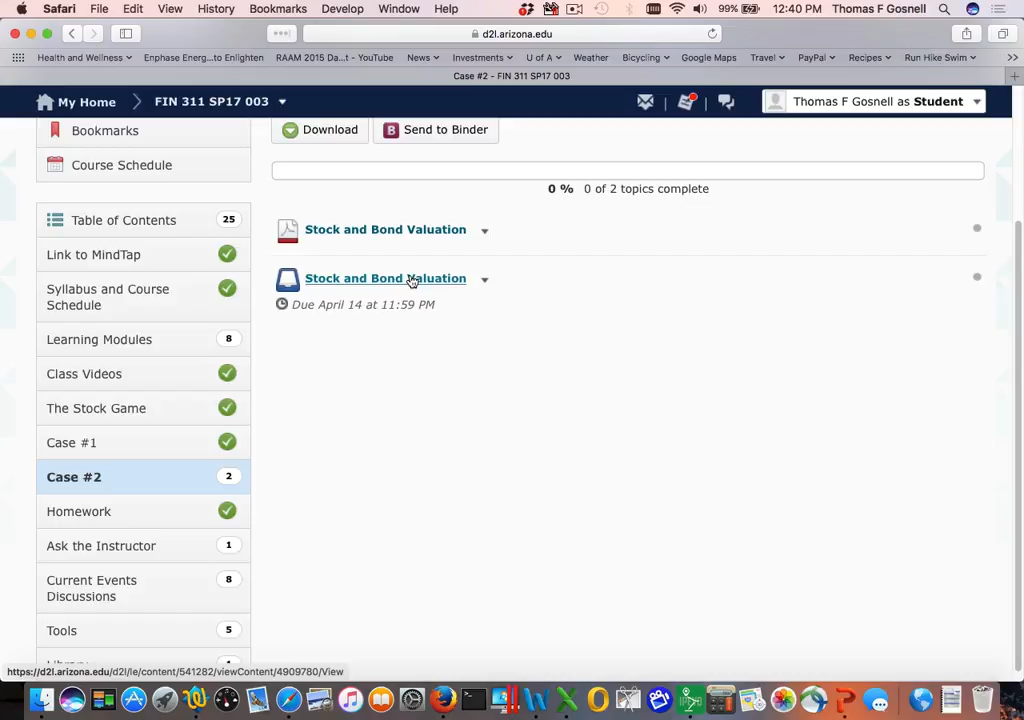 Safari File Edit View History Bookmarks Develop Window Help 99% 12:40 PM Thomas F Gosnell
d2l.arizona.edu
Health and Wellness Enphase Energ...to Enlighten RAAM 2015 Da...t - YouTube News Investments U of A Weather Bicycling Google Maps Travel PayPal Recipes Run Hike Swim
Case #2 - FIN 311 SP17 003
My Home FIN 311 SP17 003 Thomas F Gosnell as Student
Bookmarks
Download
Send to Binder
Course Schedule
0 % 0 of 2 topics complete
Table of Contents 25
Link to MindTap
Syllabus and Course
Schedule
Learning Modules 8
Class Videos
The Stock Game
Case #1
Case #2 2
Homework
Ask the Instructor 1
Current Events 8
Discussions
Tools 5
Stock and Bond Valuation
Stock and Bond Valuation
Due April 14 at 11:59 PM
https://d2l.arizona.edu/d2l/le/content/541282/viewContent/4909780/View